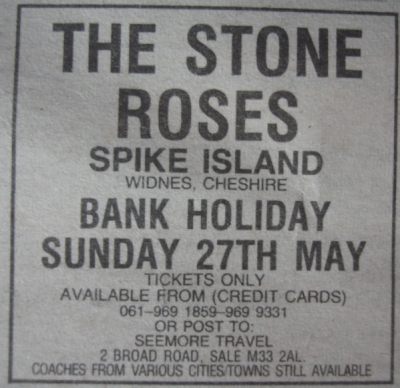 THE STONE
ROSES
SPIKE ISLAND
WIDNES, CHESHIRE
BANK HOLIDAY
SUNDAY 27TH MAY
TICKETS ONLY
AVAILABLE FROM (CREDIT CARDS)
061-969 1859-969 9331
OR POST TO:
SEEMORE TRAVEL
2 BROAD ROAD, SALE M33 2AL.
COACHES FROM VARIOUS CITIES/TOWNS STILL AVAILABLE